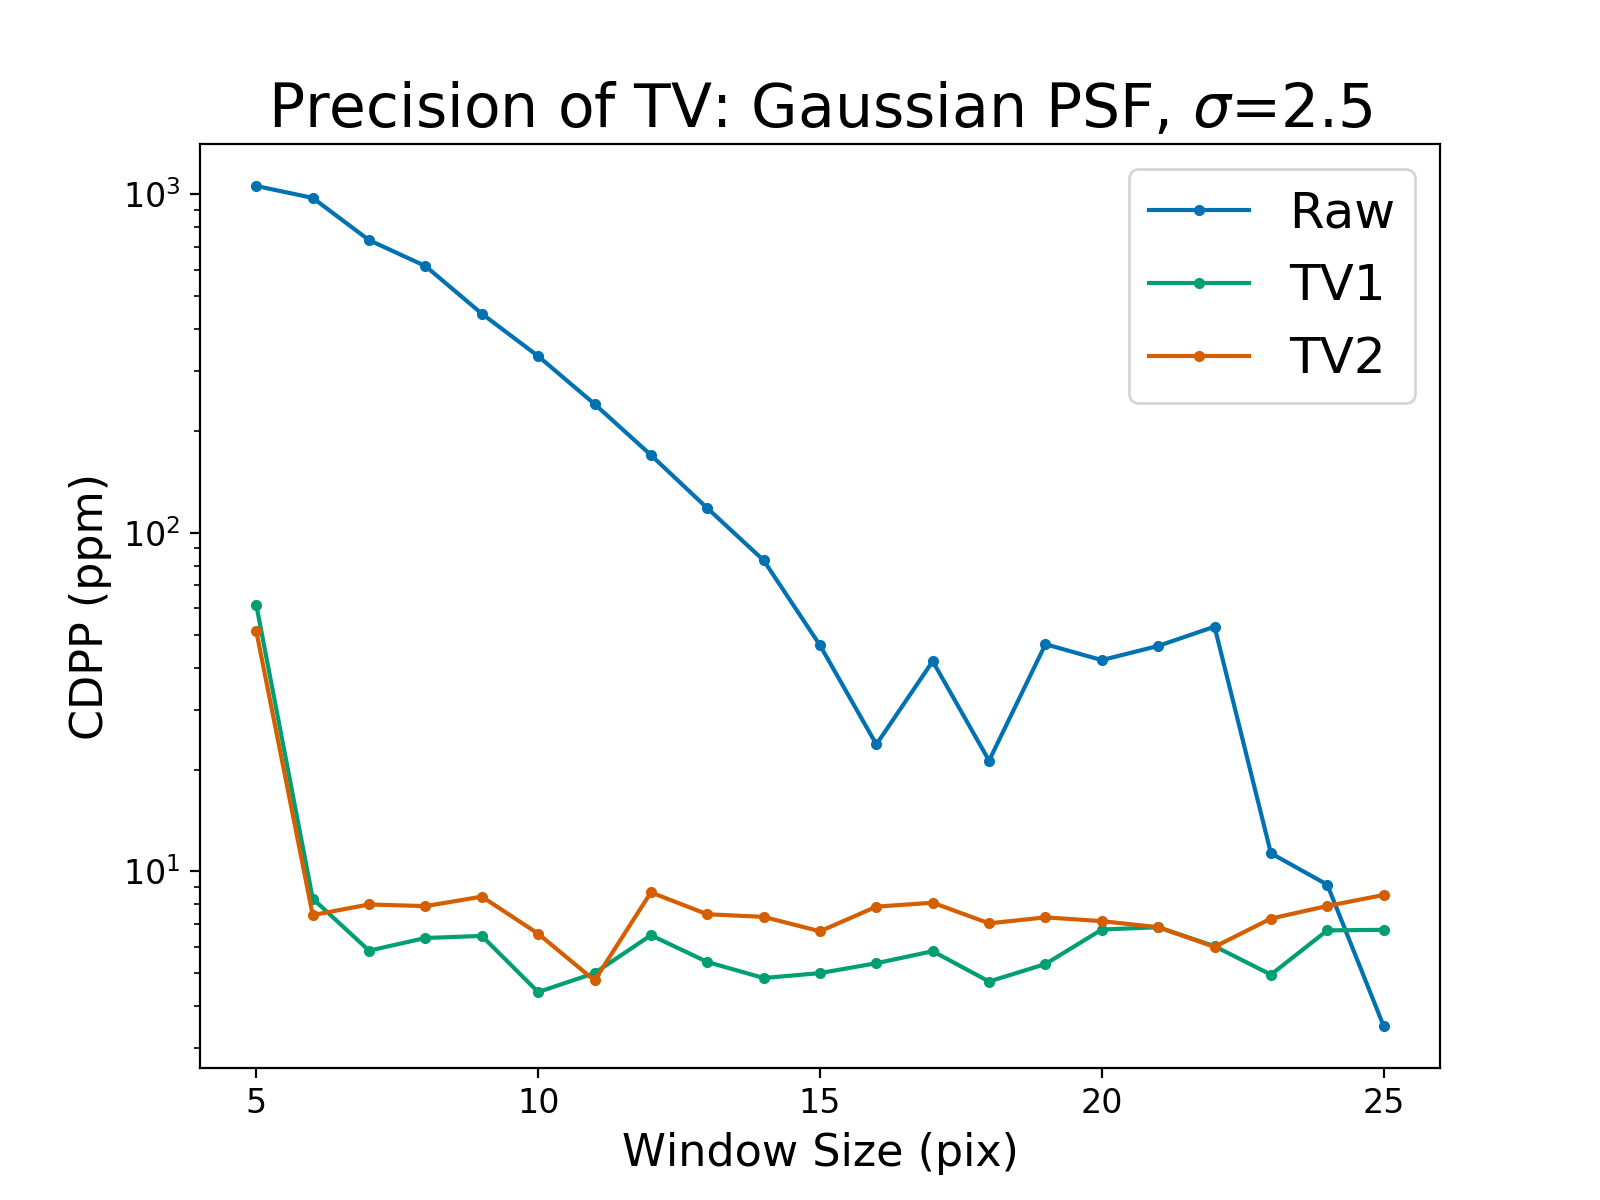 Precision of TV: Gaussian PSF, σ=2.5
10³
10²
10¹
CDPP (ppm)
Raw
TV1
TV2
5 10 15 20 25
Window Size (pix)